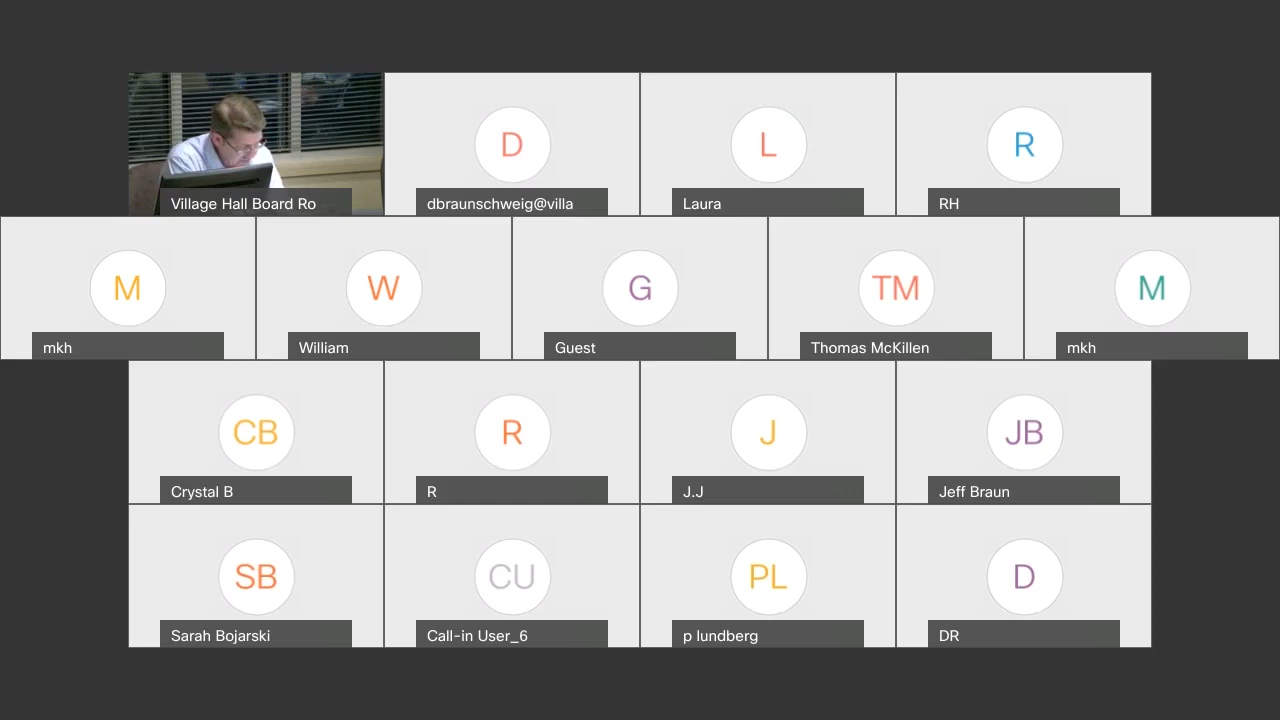 D
L
R
Village Hall Board Ro
dbraunschweig@villa
Laura
RH
M
W
G
TM
M
mkh
William
Guest
Thomas McKillen
mkh
CB
R
J
JB
Crystal B
R
J.J
Jeff Braun
SB
CU
PL
D
Sarah Bojarski
Call-in User_6
p lundberg
DR